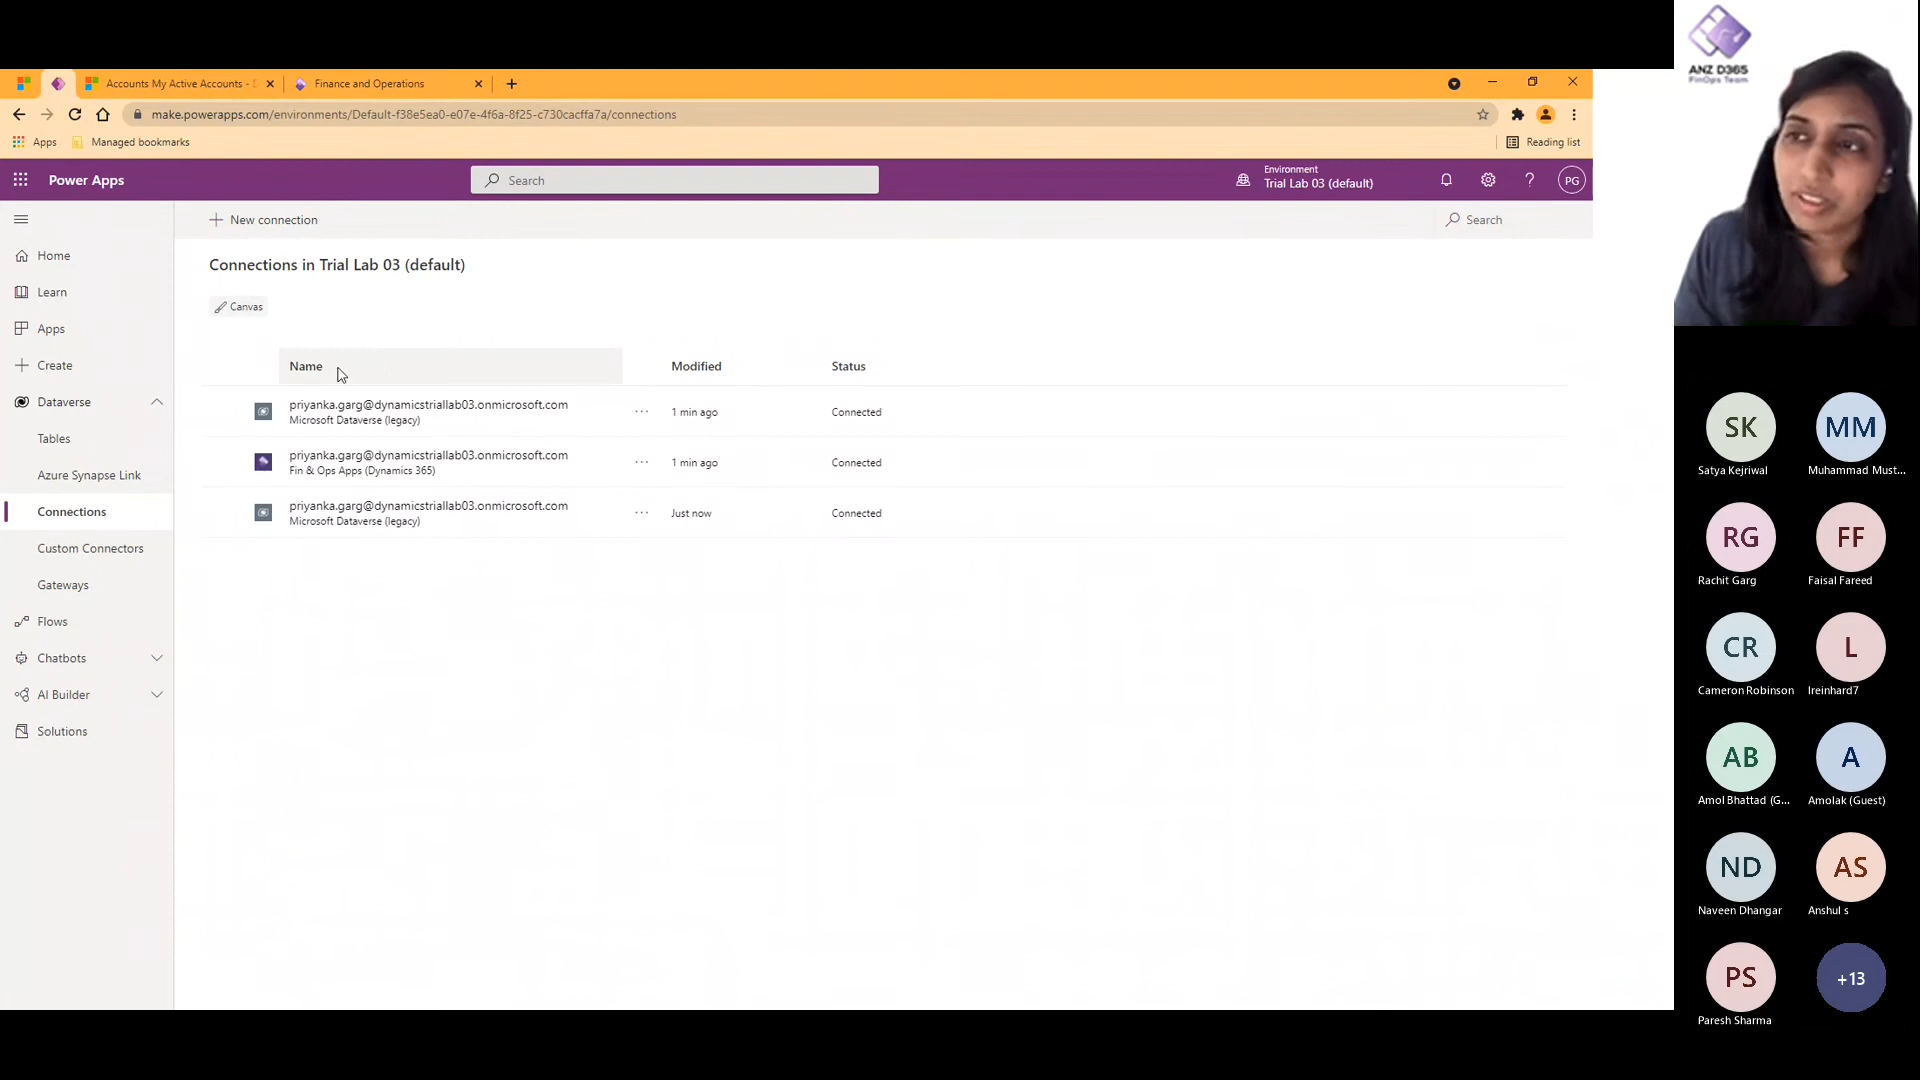 Accounts My Active Accounts -
Finance and Operations
make.powerapps.com/environments/Default-f38e5ea0-e07e-4f6a-8f25-c730cacffa7a/connections
Apps
Managed bookmarks
Reading list
Power Apps
Search
Environment
Trial Lab 03 (default)
PG
New connection
Search
Home
Learn
Apps
Create
Dataverse
Tables
Azure Synapse Link
Connections
Custom Connectors
Gateways
Flows
Chatbots
AI Builder
Solutions
Connections in Trial Lab 03 (default)
Canvas
Name Modified Status
priyanka.garg@dynamicstriallab03.onmicrosoft.com 1 min ago Connected
Microsoft Dataverse (legacy)
priyanka.garg@dynamicstriallab03.onmicrosoft.com 1 min ago Connected
Fin & Ops Apps (Dynamics 365)
priyanka.garg@dynamicstriallab03.onmicrosoft.com Just now Connected
Microsoft Dataverse (legacy)
ANZ D365
FinOps Team
SK MM
Satya Kejriwal Muhammad Must...
RG FF
Rachit Garg Faisal Fareed
CR L
Cameron Robinson lreinhard7
AB A
Amol Bhattad (G... Amolak (Guest)
ND AS
Naveen Dhangar Anshul s
PS +13
Paresh Sharma